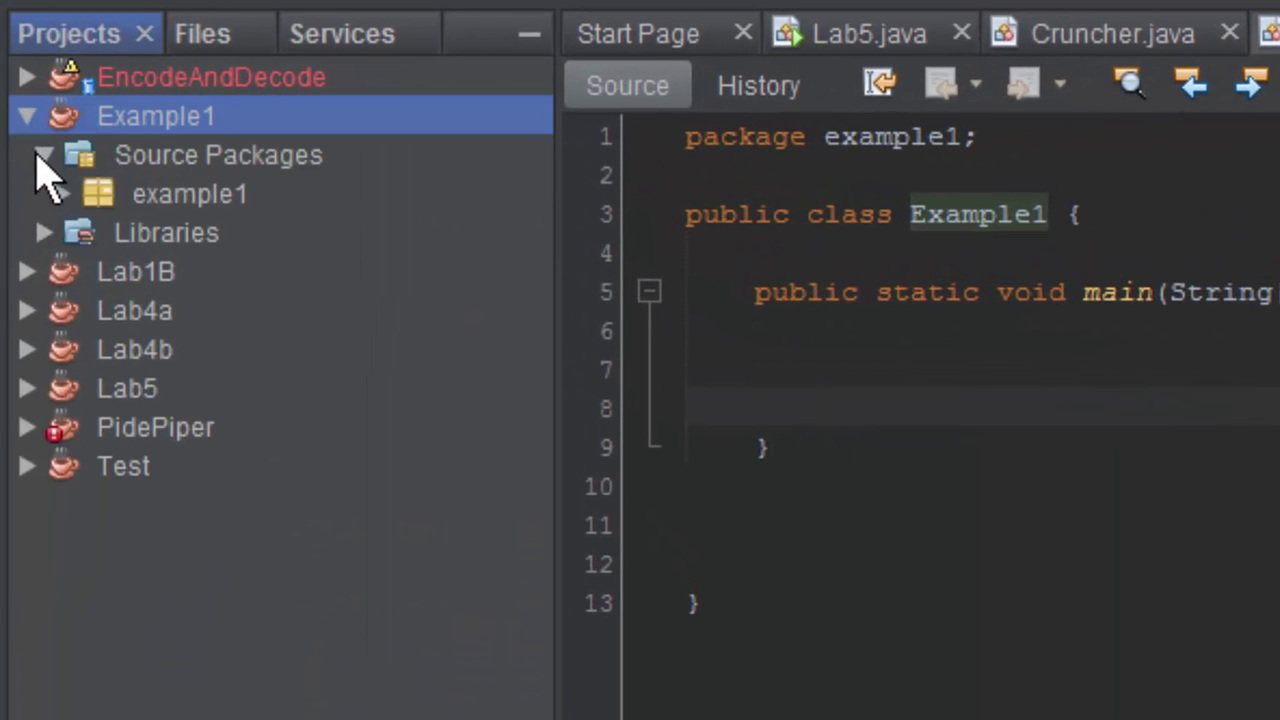 Projects Files Services
EncodeAndDecode
Example1
Source Packages
example1
Libraries
Lab1B
Lab4a
Lab4b
Lab5
PidePiper
Test
Start Page Lab5.java Cruncher.java
Source History
1 package example1;
2
3 public class Example1 {
4
5 public static void main(String
6
7
8
9 }
10
11
12
13 }